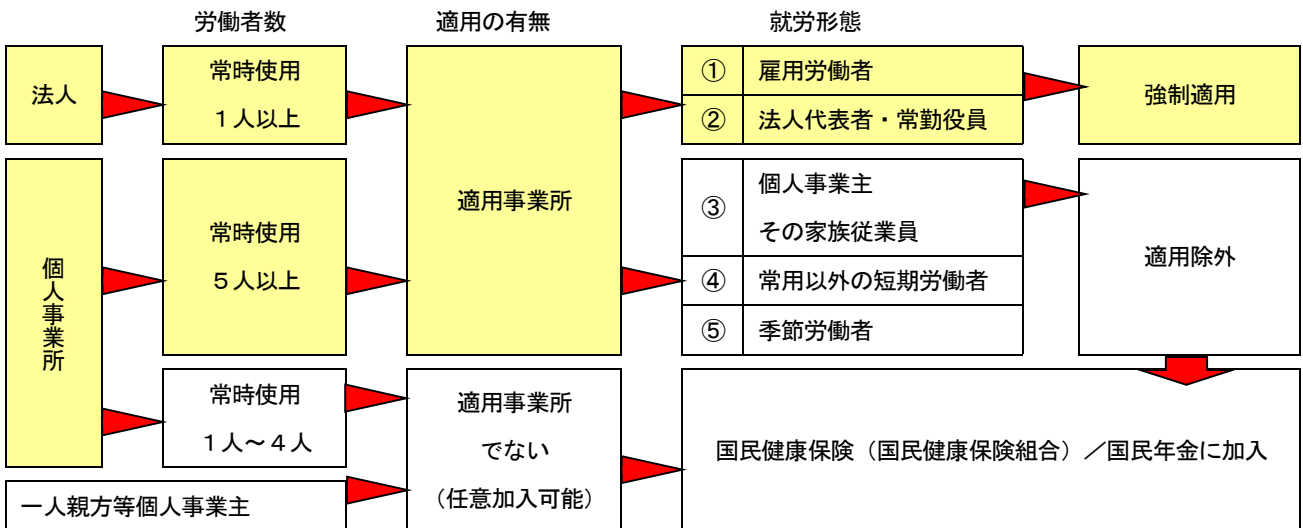 労働者数
適用の有無
就労形態
法人
常時使用
1人以上
適用事業所
① 雇用労働者
② 法人代表者・常勤役員
強制適用
個人事業所
常時使用
5人以上
③ 個人事業主
その家族従業員
④ 常用以外の短期労働者
⑤ 季節労働者
適用除外
常時使用
1人~4人
適用事業所
でない
(任意加入可能)
国民健康保険(国民健康保険組合)/国民年金に加入
一人親方等個人事業主